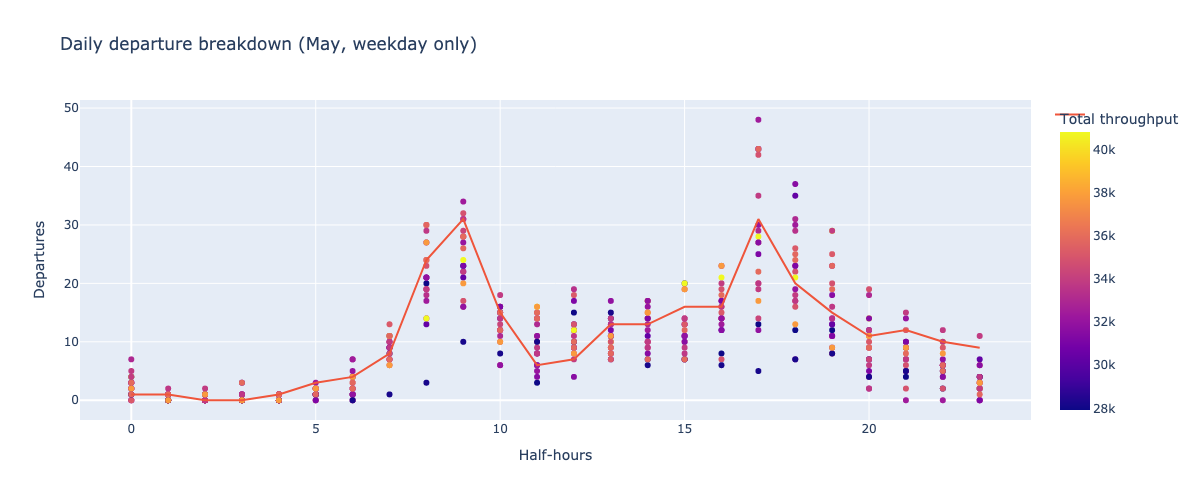 Daily departure breakdown (May, weekday only)
Total throughput
50
40
30
20
10
0
Departures
0
5
10
15
20
Half-hours
40k
38k
36k
34k
32k
30k
28k